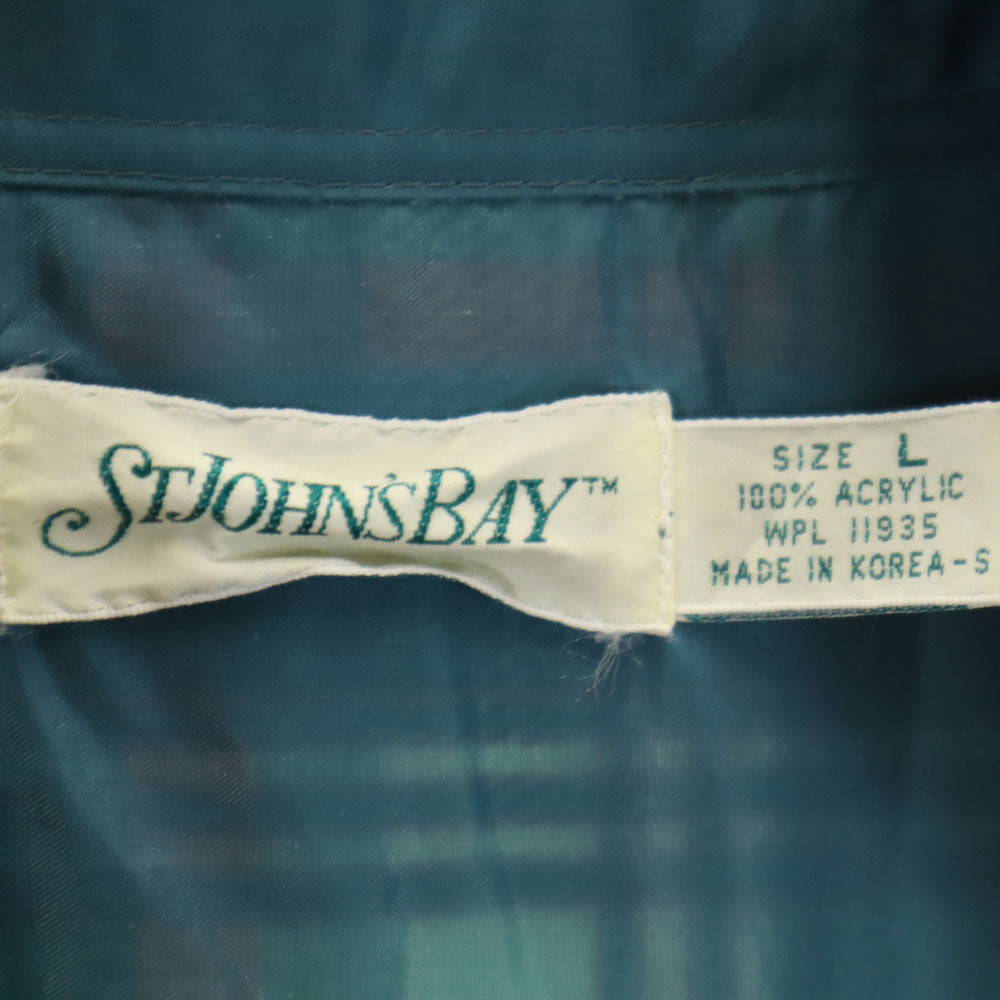 ST JOHN'S BAY™
SIZE L
100% ACRYLIC
WPL 11935
MADE IN KOREA-S